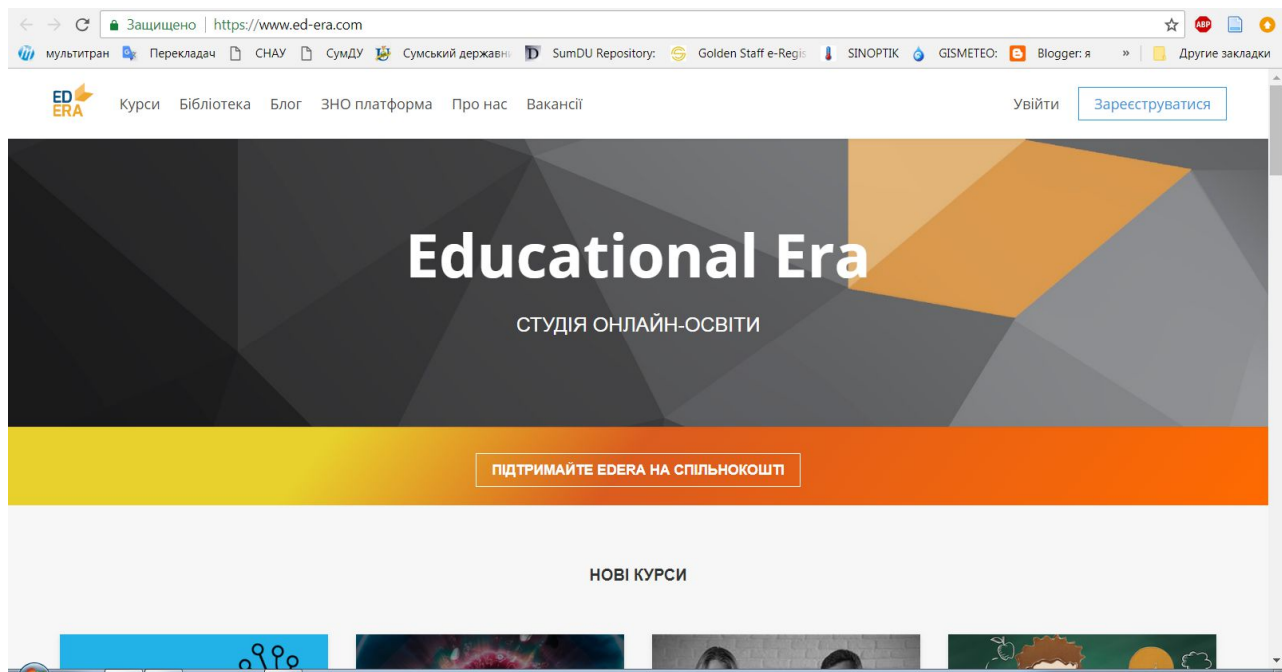 Защищено | https://www.ed-era.com
ABP
мультитран Перекладач СНАУ СумДУ Сумський державн SumDU Repository: Golden Staff e-Regis SINOPTIK GISMETEO: Blogger: я » Другие закладки
ED
ERA
Курси Бібліотека Блог ЗНО платформа Про нас Вакансії Увійти Зареєструватися
Educational Era
СТУДІЯ ОНЛАЙН-ОСВІТИ
ПІДТРИМАЙТЕ EDERA НА СПІЛЬНОКОШТІ
НОВІ КУРСИ